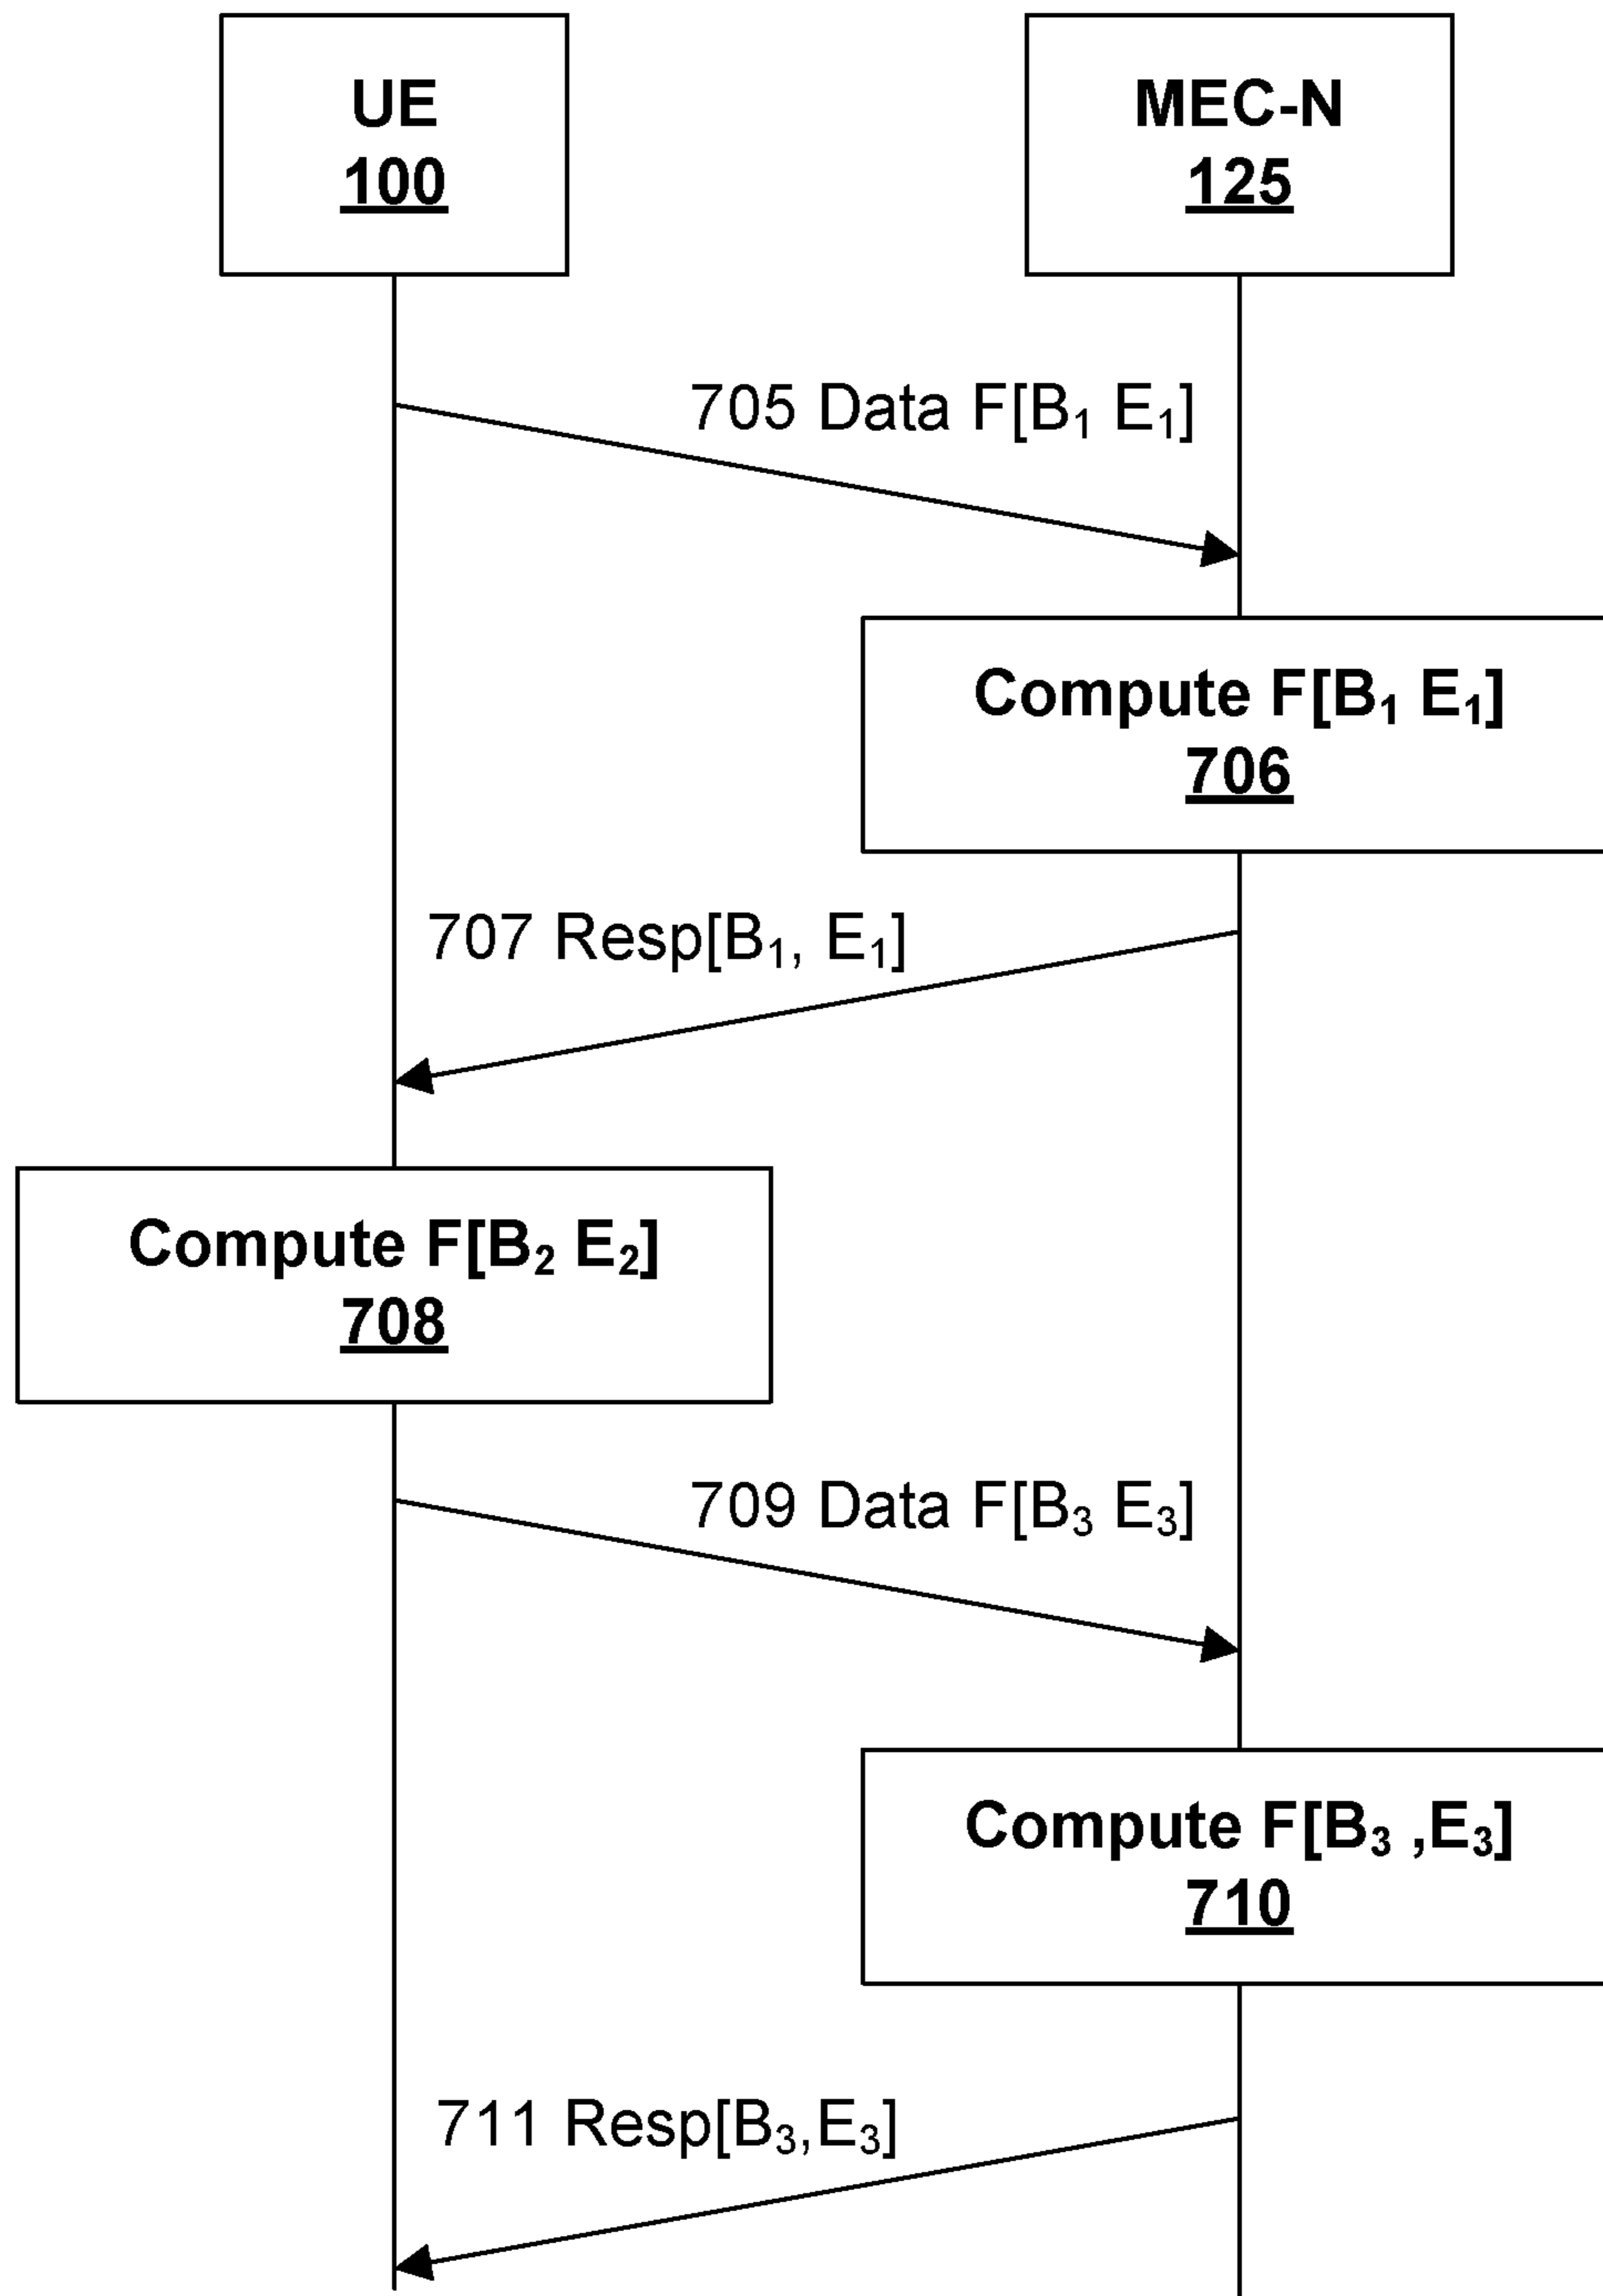 UE
100
MEC-N
125
705 Data F[B₁ E₁]
Compute F[B₁ E₁]
706
707 Resp[B₁, E₁]
Compute F[B₂ E₂]
708
709 Data F[B₃ E₃]
Compute F[B₃ ,E₃]
710
711 Resp[B₃,E₃]